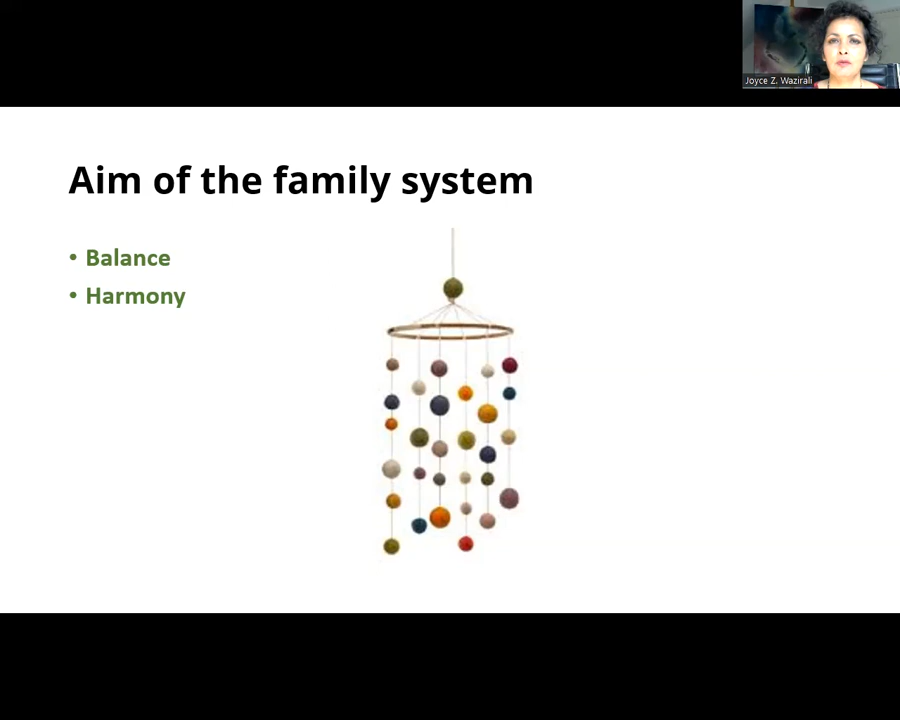 Joyce Z. Wazirali
Aim of the family system
• Balance
• Harmony